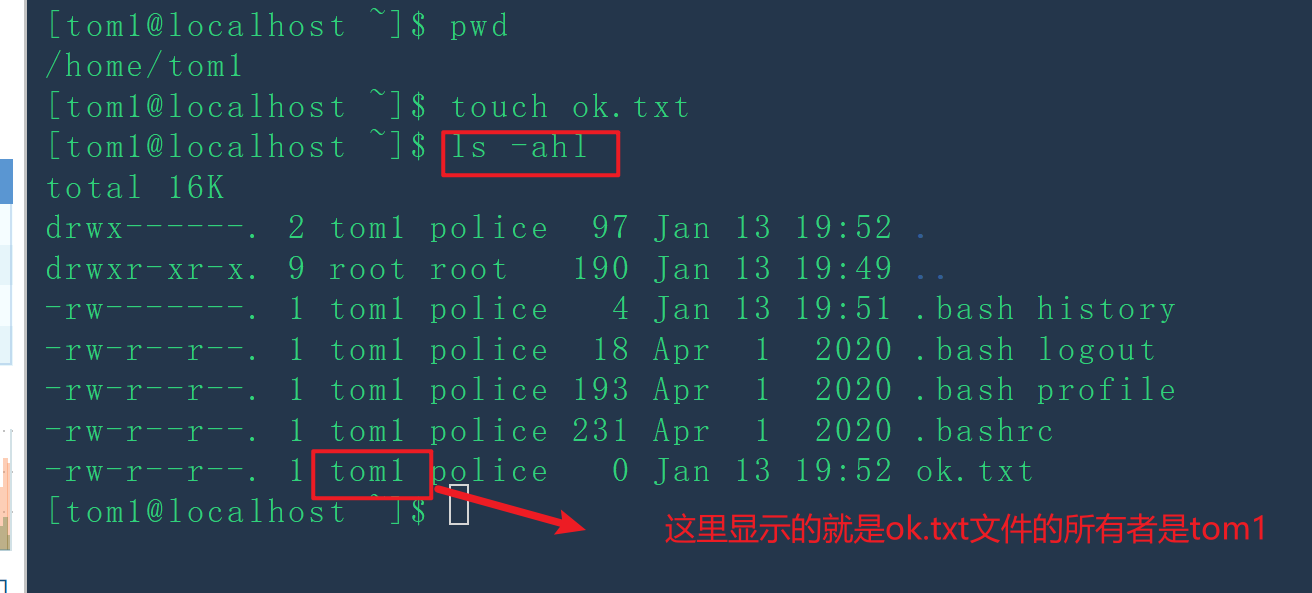 [tom1@localhost ~]$ pwd
/home/tom1
[tom1@localhost ~]$ touch ok.txt
[tom1@localhost ~]$ ls -ahl
total 16K
drwx------. 2 tom1 police  97 Jan 13 19:52 .
drwxr-xr-x. 9 root root   190 Jan 13 19:49 ..
-rw-------. 1 tom1 police   4 Jan 13 19:51 .bash history
-rw-r--r--. 1 tom1 police  18 Apr  1  2020 .bash logout
-rw-r--r--. 1 tom1 police 193 Apr  1  2020 .bash profile
-rw-r--r--. 1 tom1 police 231 Apr  1  2020 .bashrc
-rw-r--r--. 1 tom1 police   0 Jan 13 19:52 ok.txt
[tom1@localhost ~]$
这里显示的就是ok.txt文件的所有者是tom1